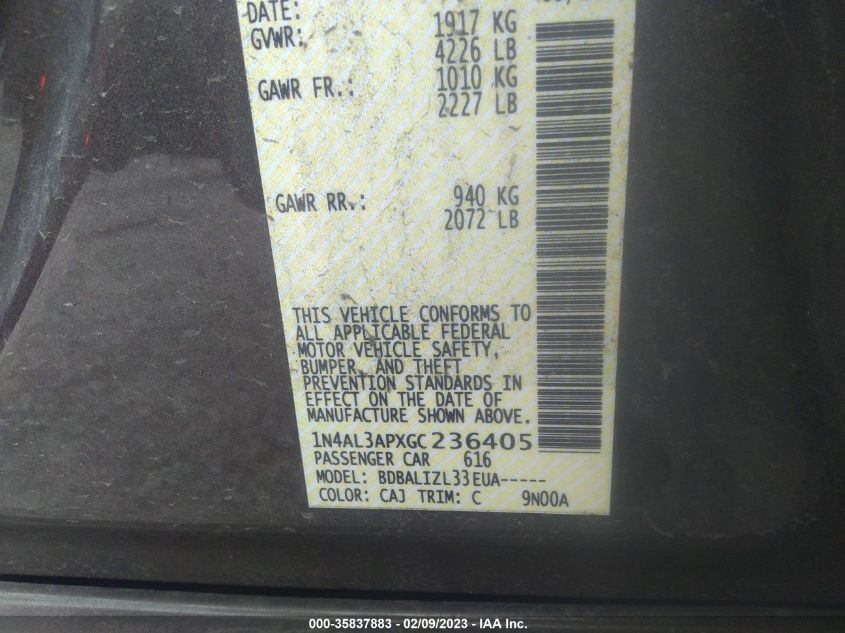 DATE:
GVWR: 1917 KG
4226 LB
GAWR FR.: 1010 KG
2227 LB
GAWR RR.: 940 KG
2072 LB
THIS VEHICLE CONFORMS TO
ALL APPLICABLE FEDERAL
MOTOR VEHICLE SAFETY,
BUMPER, AND THEFT
PREVENTION STANDARDS IN
EFFECT ON THE DATE OF
MANUFACTURE SHOWN ABOVE.
1N4AL3APXGC236405
PASSENGER CAR 616
MODEL: BDBALIZL33EUA-----
COLOR: CAJ TRIM: C 9N00A
000-35837883 - 02/09/2023 - IAA Inc.